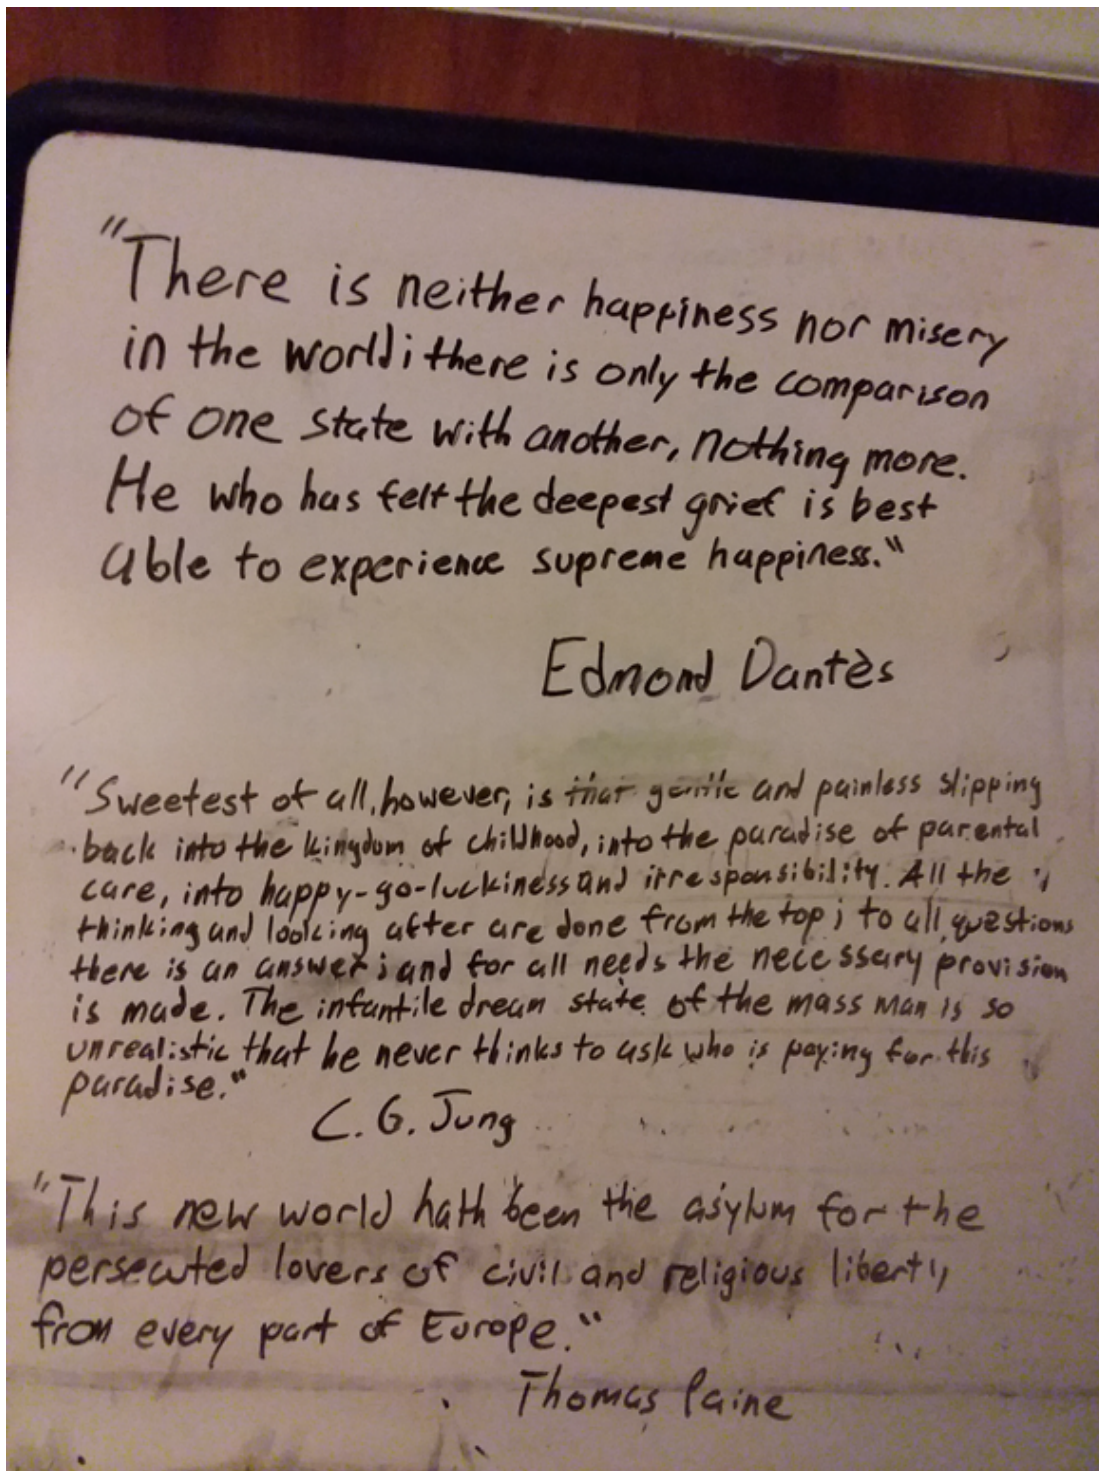 "There is neither happiness nor misery
in the world; there is only the comparison
of one state with another, nothing more.
He who has felt the deepest grief is best
able to experience supreme happiness."
Edmond Dantès
"Sweetest of all, however, is that gentle and painless slipping
back into the kingdom of childhood, into the paradise of parental
care, into happy-go-luckiness and irresponsibility. All the
thinking and looking after are done from the top; to all questions
there is an answer; and for all needs the necessary provision
is made. The infantile dream state of the mass man is so
unrealistic that he never thinks to ask who is paying for this
paradise."
C. G. Jung
"This new world hath been the asylum for the
persecuted lovers of civil and religious liberty
from every part of Europe."
Thomas Paine